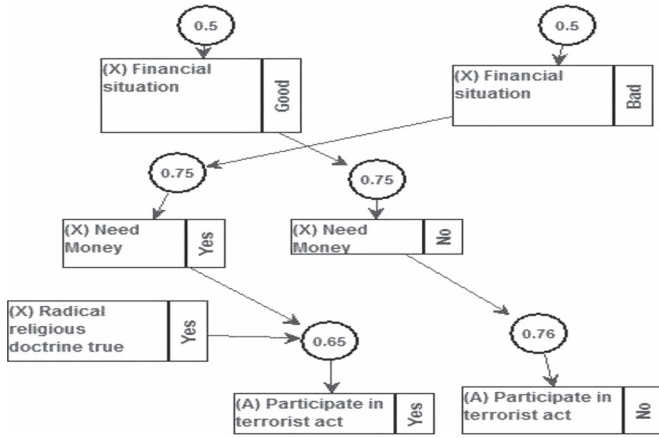 0.5
0.5
(X) Financial
situation
Good
(X) Financial
situation
Bad
0.75
0.75
(X) Need
Money
Yes
(X) Need
Money
No
(X) Radical
religious
doctrine true
Yes
0.65
0.76
(A) Participate in
terrorist act
Yes
(A) Participate in
terrorist act
No